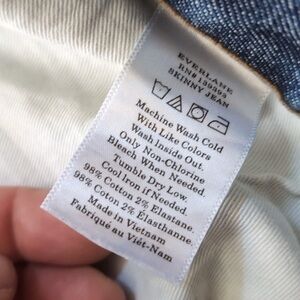 EVERLANE
RN# 139393
SKINNY JEAN
Machine Wash Cold
With Like Colors
Wash Inside Out.
Only Non-Chlorine
Bleach When Needed.
Tumble Dry Low.
Cool Iron if Needed.
98% Cotton 2% Elastane.
98% Coton 2% Élasthanne.
Made in Vietnam
Fabriqué au Viêt-Nam